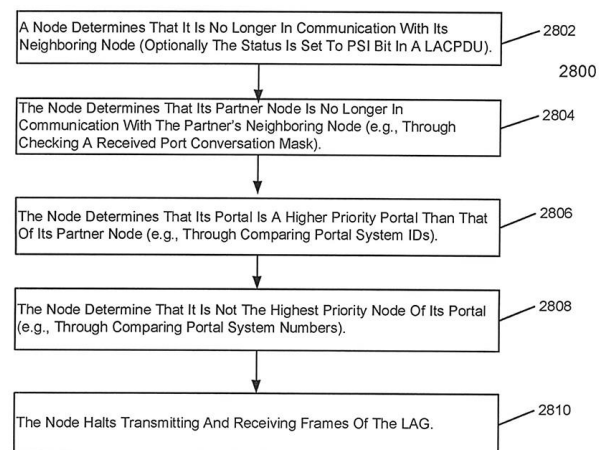 A Node Determines That It Is No Longer In Communication With Its
Neighboring Node (Optionally The Status Is Set To PSI Bit In A LACPDU).
2802
2800
The Node Determines That Its Partner Node Is No Longer In
Communication With The Partner's Neighboring Node (e.g., Through
Checking A Received Port Conversation Mask).
2804
The Node Determines That Its Portal Is A Higher Priority Portal Than That
Of Its Partner Node (e.g., Through Comparing Portal System IDs).
2806
The Node Determine That It Is Not The Highest Priority Node Of Its Portal
(e.g., Through Comparing Portal System Numbers).
2808
The Node Halts Transmitting And Receiving Frames Of The LAG.
2810